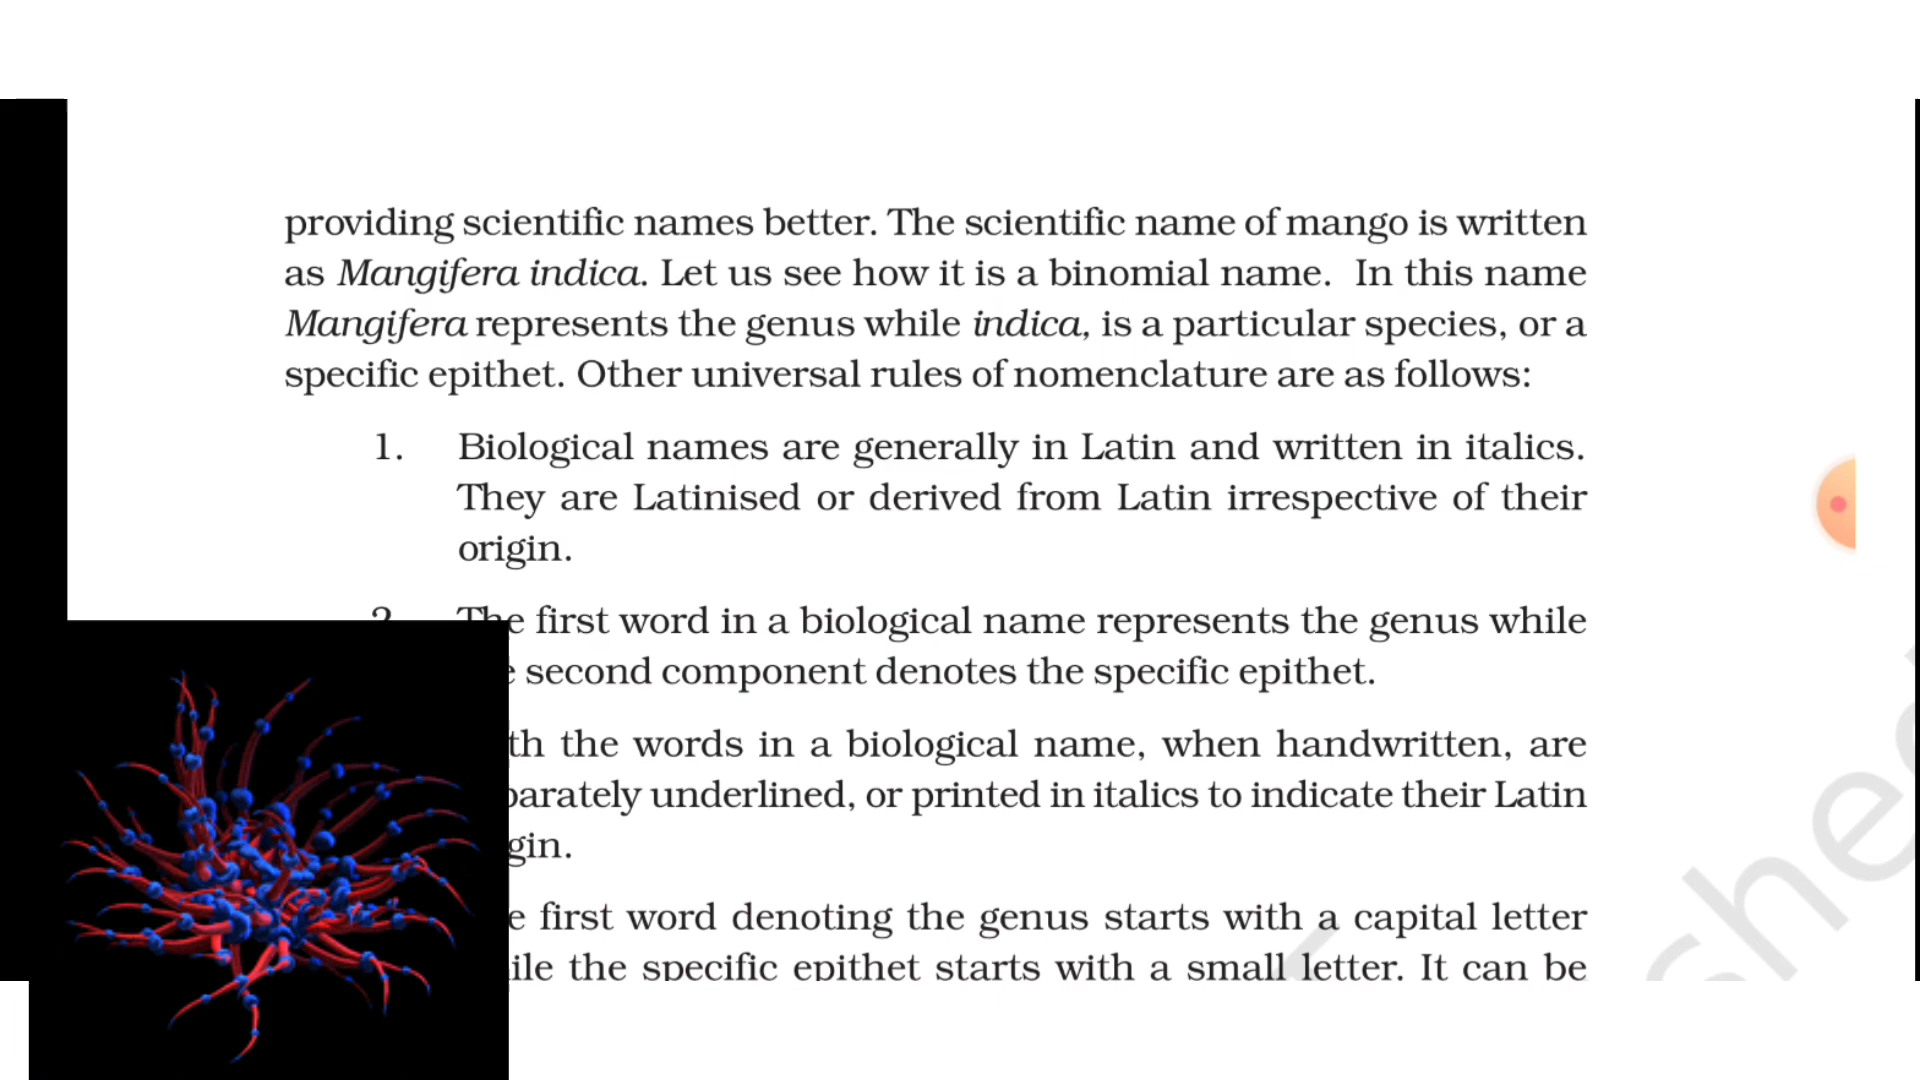 providing scientific names better. The scientific name of mango is written
as Mangifera indica. Let us see how it is a binomial name. In this name
Mangifera represents the genus while indica, is a particular species, or a
specific epithet. Other universal rules of nomenclature are as follows:
1. Biological names are generally in Latin and written in italics.
They are Latinised or derived from Latin irrespective of their
origin.
The first word in a biological name represents the genus while
second component denotes the specific epithet.
the words in a biological name, when handwritten, are
underlined, or printed in italics to indicate their Latin
first word denoting the genus starts with a capital letter
the specific epithet starts with a small letter. It can be